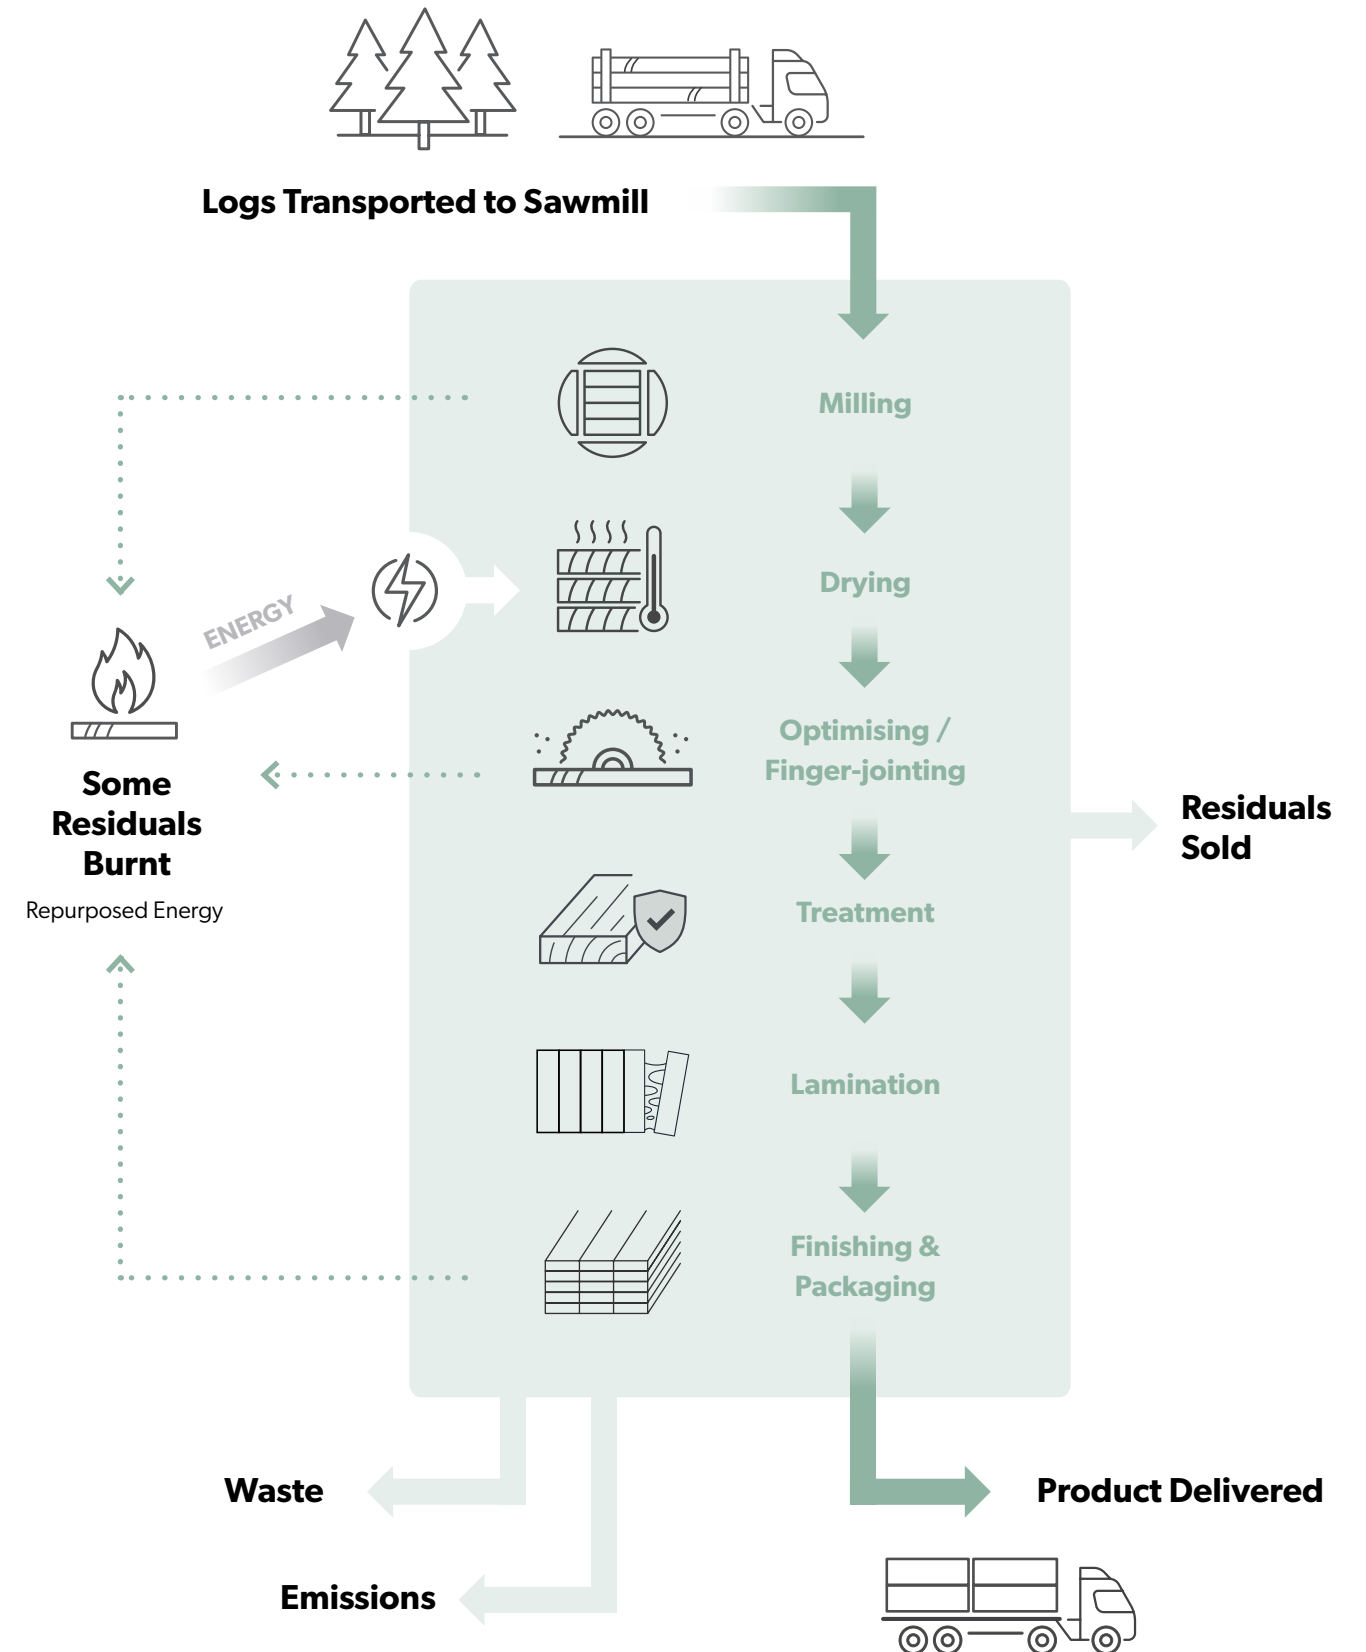 Logs Transported to Sawmill
Milling
Drying
ENERGY
Optimising /
Finger-jointing
Some
Residuals
Burnt
Repurposed Energy
Residuals
Sold
Treatment
Lamination
Finishing &
Packaging
Waste
Product Delivered
Emissions